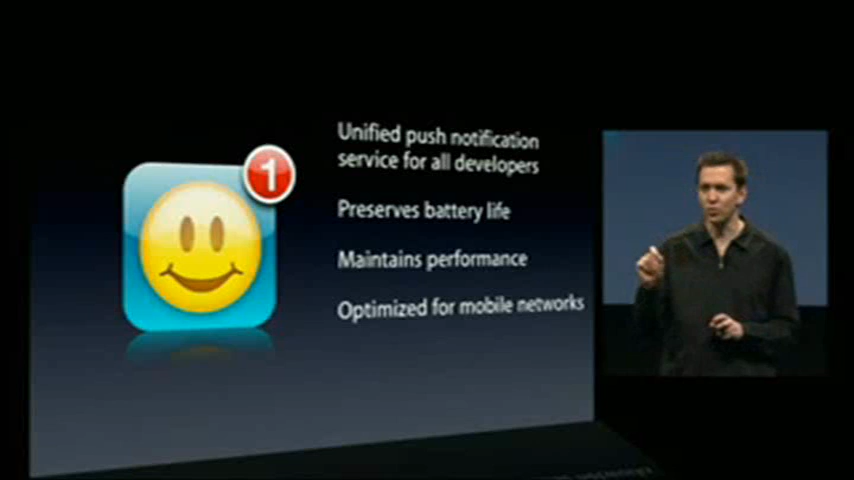 1
Unified push notification
service for all developers
Preserves battery life
Maintains performance
Optimized for mobile networks